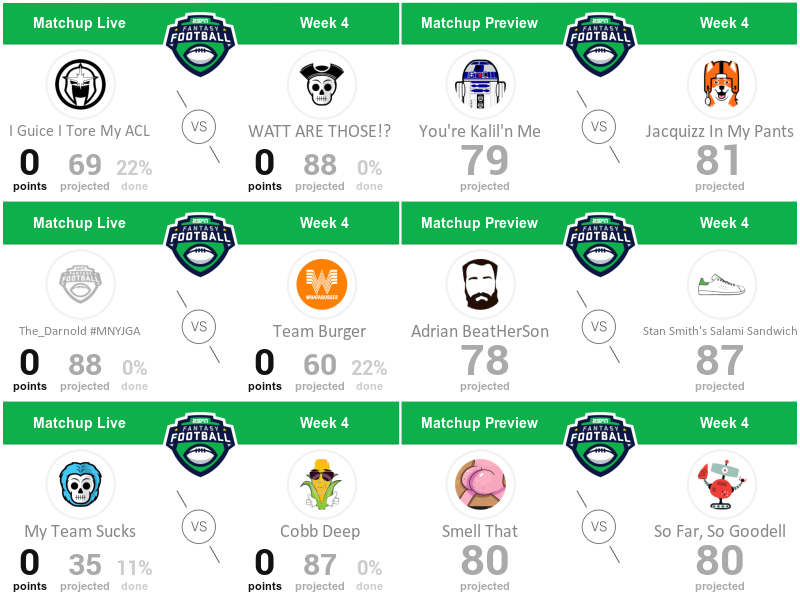 Matchup Live
ESPN
FANTASY
FOOTBALL
Week 4
I Guice I Tore My ACL
VS
WATT ARE THOSE!?
0 69 22%
points projected done
0 88 0%
points projected done
Matchup Preview
ESPN
FANTASY
FOOTBALL
Week 4
You're Kalil'n Me
VS
Jacquizz In My Pants
79
projected
81
projected
Matchup Live
ESPN
FANTASY
FOOTBALL
Week 4
WHATABURGER
The_Darnold #MNYJGA
VS
Team Burger
0 88 0%
points projected done
0 60 22%
points projected done
Matchup Preview
ESPN
FANTASY
FOOTBALL
Week 4
Adrian BeatHerSon
VS
Stan Smith's Salami Sandwich
78
projected
87
projected
Matchup Live
ESPN
FANTASY
FOOTBALL
Week 4
My Team Sucks
VS
Cobb Deep
0 35 11%
points projected done
0 87 0%
points projected done
Matchup Preview
ESPN
FANTASY
FOOTBALL
Week 4
Smell That
VS
So Far, So Goodell
80
projected
80
projected